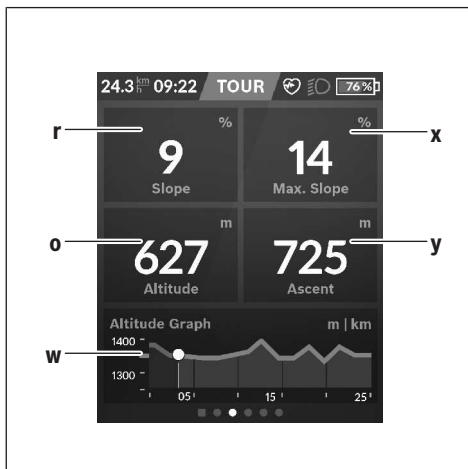 24.3 km/h 09:22 TOUR 76 %
r % % x
9 14
Slope Max. Slope
o m m y
627 725
Altitude Ascent
Altitude Graph m | km
w 1400
1300
05 15 25